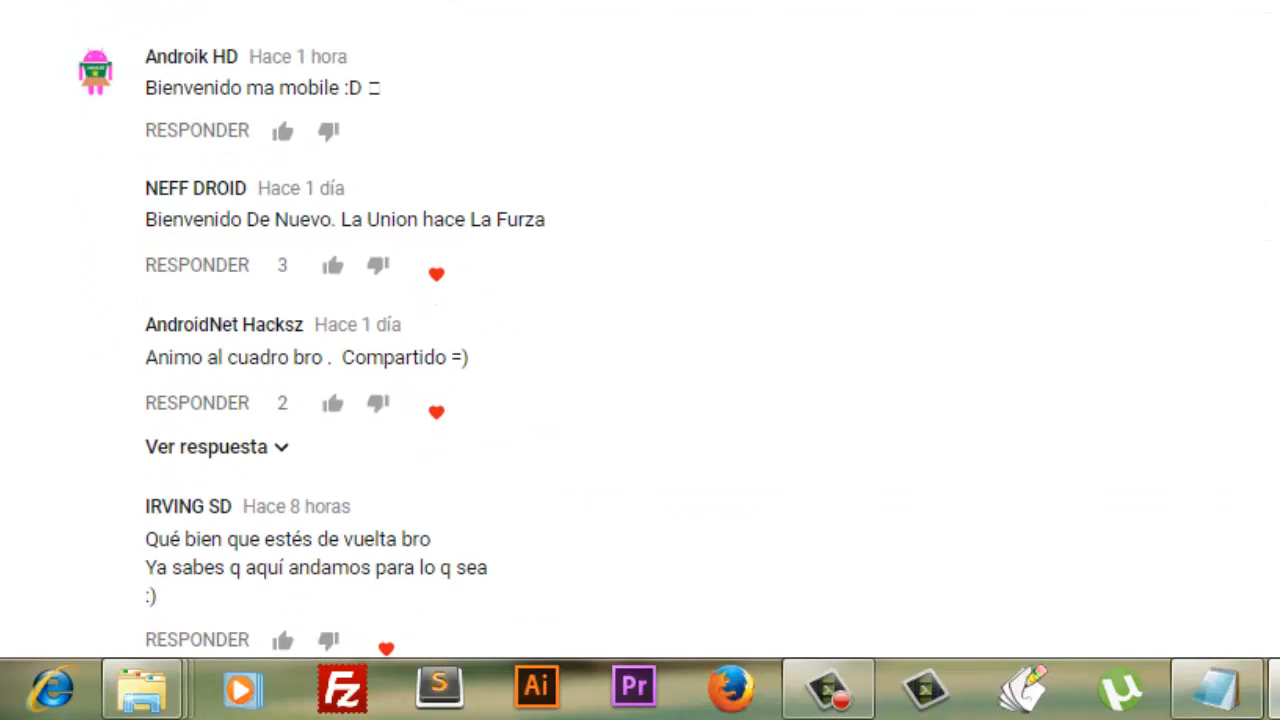 Androik HD Hace 1 hora
Bienvenido ma mobile :D
RESPONDER
NEFF DROID Hace 1 día
Bienvenido De Nuevo. La Union hace La Furza
RESPONDER 3
AndroidNet Hacksz Hace 1 día
Animo al cuadro bro . Compartido =)
RESPONDER 2
Ver respuesta
IRVING SD Hace 8 horas
Qué bien que estés de vuelta bro
Ya sabes q aquí andamos para lo q sea
:)
RESPONDER
Fz S Ai Pr µ